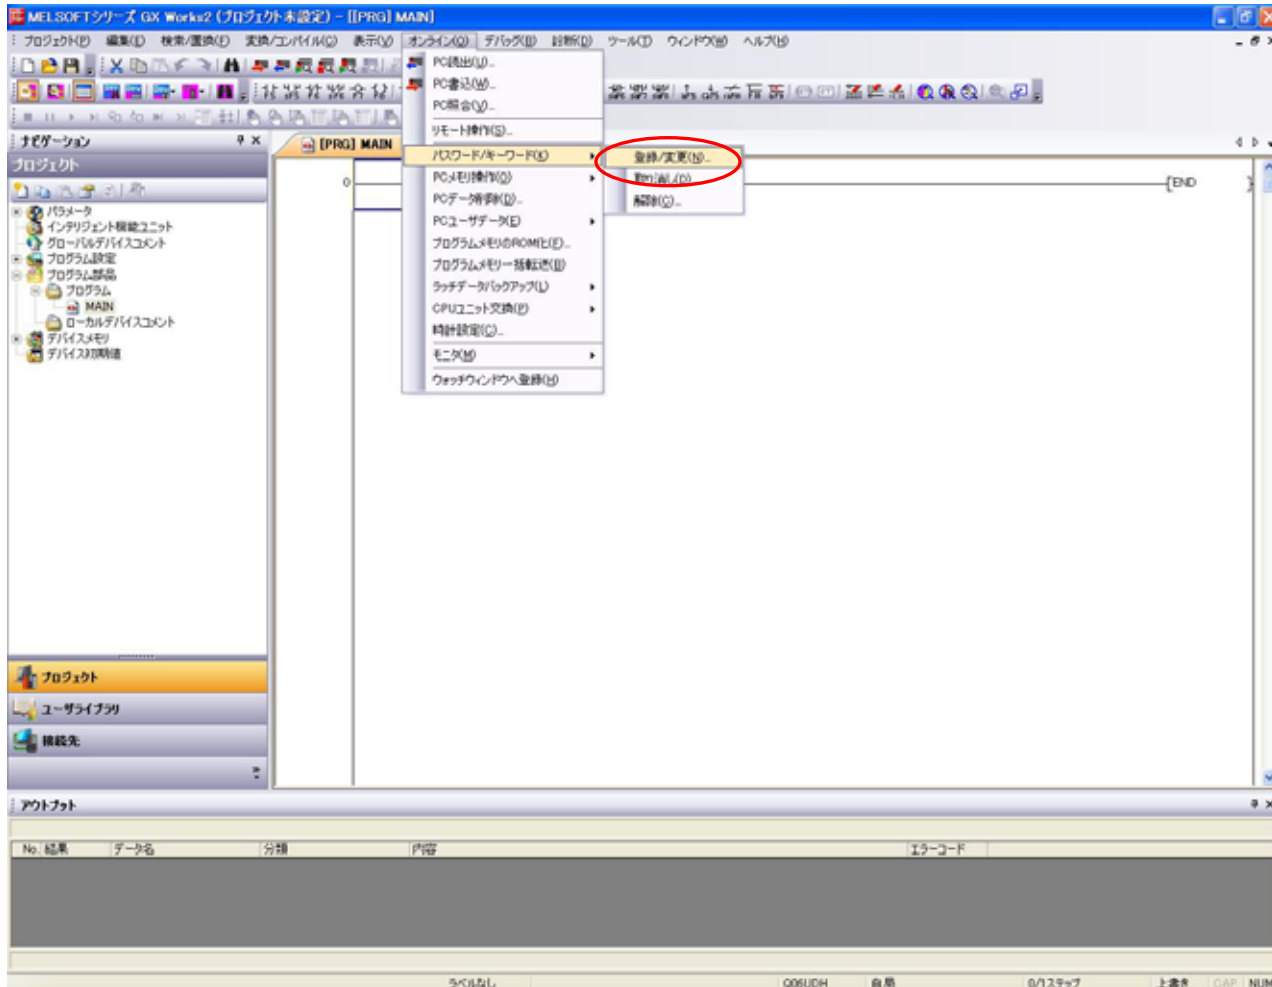 MELSOFTシリーズ GX Works2 (プロジェクト未設定) - [[PRG] MAIN]
プロジェクト(P) 編集(E) 検索/置換(F) 変換/コンパイル(C) 表示(V) オンライン(O) デバッグ(B) 診断(D) ツール(T) ウィンドウ(W) ヘルプ(H)
PC読出(U)...
PC書込(W)...
PC照合(V)...
リモート操作(S)...
パスワード/キーワード(K)
登録/変更(N)...
取り消し(D)...
解除(C)...
PCメモリ操作(O)
PCデータ削除(D)...
PCユーザデータ(E)
プログラムメモリのROM化(F)...
プログラムメモリ一括転送(B)
ラッチデータバックアップ(L)
CPUユニット交換(P)
時計設定(C)...
モニタ(M)
ウォッチウィンドウへ登録(H)
ナビゲーション
プロジェクト
パラメータ
インテリジェント機能ユニット
グローバルデバイスコメント
プログラム設定
プログラム部品
プログラム
MAIN
ローカルデバイスコメント
デバイスメモリ
デバイス初期値
[PRG] MAIN
0
[END ]
プロジェクト
ユーザライブラリ
接続先
アウトプット
No. 結果 データ名 分類 内容 エラーコード
ラベルなし Q06UDH 自局 0/1ステップ 上書き CAP NUM